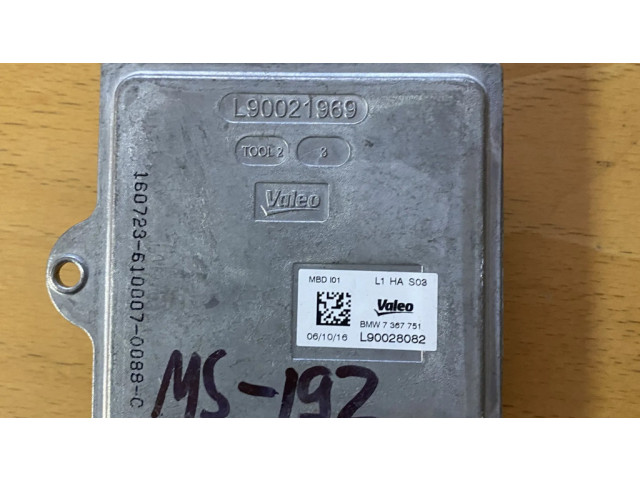 L90021969
TOOL 2 3
Valeo
160723-610007-0088-C
MBD I01 L1 HA S03
Valeo
BMW 7 367 751
06/10/16 L90028082
MS-192